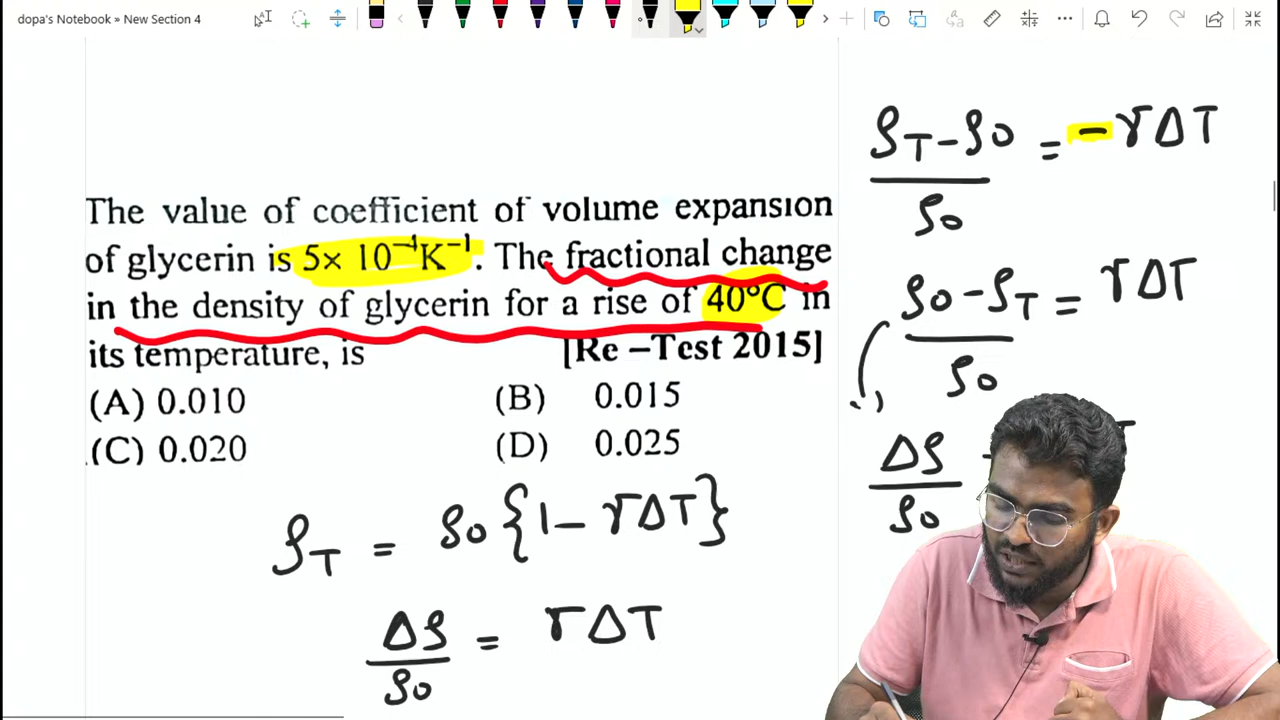 dopa's Notebook » New Section 4
The value of coefficient of volume expansion
of glycerin is 5× 10⁻⁴K⁻¹. The fractional change
in the density of glycerin for a rise of 40°C in
its temperature, is [Re –Test 2015]
(A) 0.010 (B) 0.015
(C) 0.020 (D) 0.025
ρT = ρ0 {1 – γΔT}
Δρ/ρ0 = γΔT
(ρT – ρ0)/ρ0 = –γΔT
(ρ0 – ρT)/ρ0 = γΔT
Δρ/ρ0